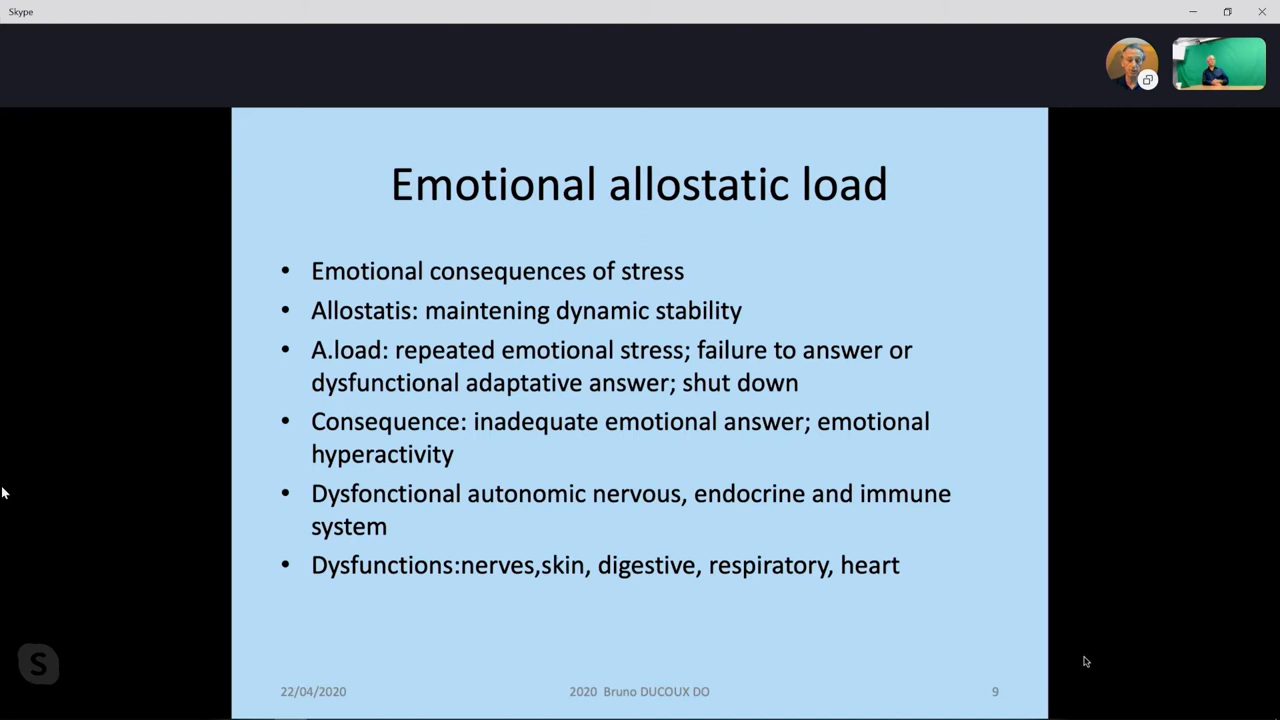 Skype
Emotional allostatic load
• Emotional consequences of stress
• Allostatis: maintening dynamic stability
• A.load: repeated emotional stress; failure to answer or
dysfunctional adaptative answer; shut down
• Consequence: inadequate emotional answer; emotional
hyperactivity
• Dysfonctional autonomic nervous, endocrine and immune
system
• Dysfunctions:nerves,skin, digestive, respiratory, heart
S
22/04/2020 2020 Bruno DUCOUX DO 9